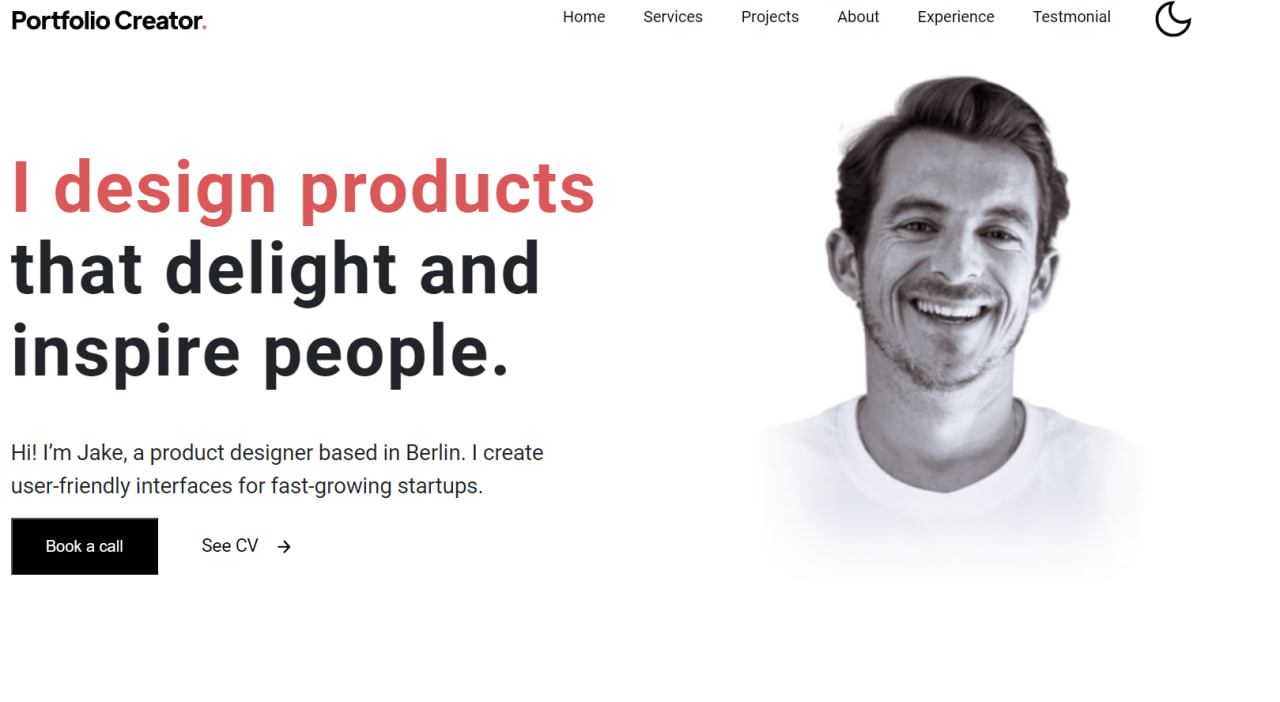 Portfolio Creator.
Home Services Projects About Experience Testmonial
I design products
that delight and
inspire people.
Hi! I’m Jake, a product designer based in Berlin. I create
user-friendly interfaces for fast-growing startups.
Book a call See CV →